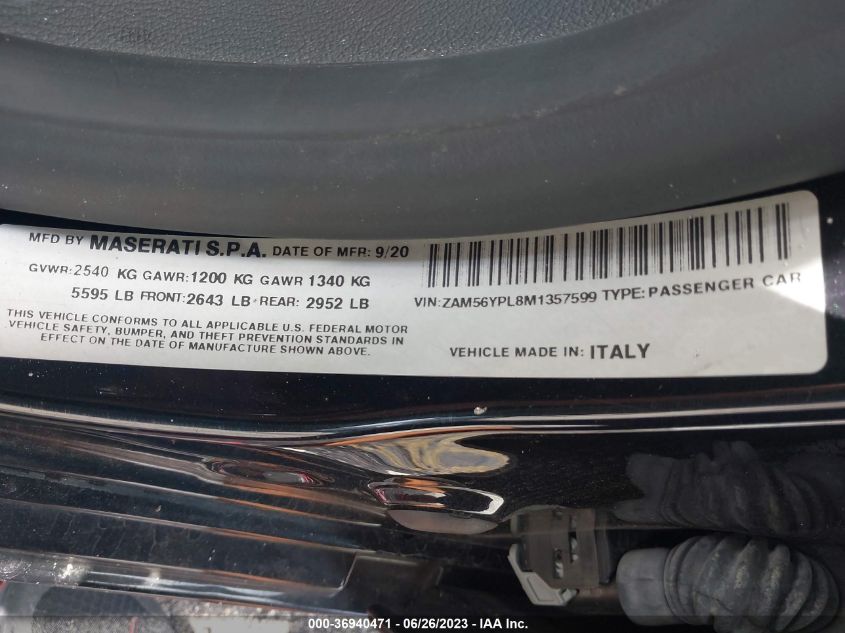 MFD BY MASERATI S.P.A. DATE OF MFR: 9/20
GVWR:2540 KG GAWR:1200 KG GAWR 1340 KG
5595 LB FRONT:2643 LB REAR: 2952 LB
THIS VEHICLE CONFORMS TO ALL APPLICABLE U.S. FEDERAL MOTOR
VEHICLE SAFETY, BUMPER, AND THEFT PREVENTION STANDARDS IN
EFFECT ON THE DATE OF MANUFACTURE SHOWN ABOVE.
VIN:ZAM56YPL8M1357599 TYPE:PASSENGER CAR
VEHICLE MADE IN: ITALY
000-36940471 - 06/26/2023 - IAA Inc.